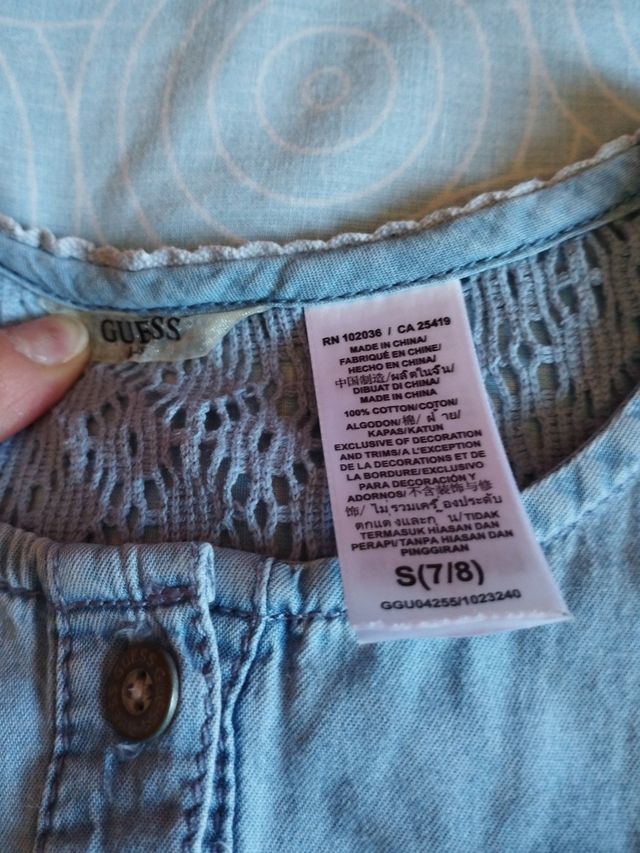 GUESS
RN 102036 / CA 25419
MADE IN CHINA/
FABRIQUÉ EN CHINE/
HECHO EN CHINA/
中国制造/ผลิตในจีน/
DIBUAT DI CHINA/
MADE IN CHINA
100% COTTON/COTON/
ALGODON/棉/ ฝ้าย/
KAPAS/KATUN
EXCLUSIVE OF DECORATION
AND TRIMS/A L'EXCEPTION
DE LA DECORATIONS ET DE
LA BORDURE/EXCLUSIVO
PARA DECORACIÓN Y
ADORNOS/不含装饰与修
饰/ ไม่รวมเครื่องประดับ
ตกแต่งและกุ๊น/TIDAK
TERMASUK HIASAN DAN
PERAPI/TANPA HIASAN DAN
PINGGIRAN
S(7/8)
GGU04255/1023240
GUESS